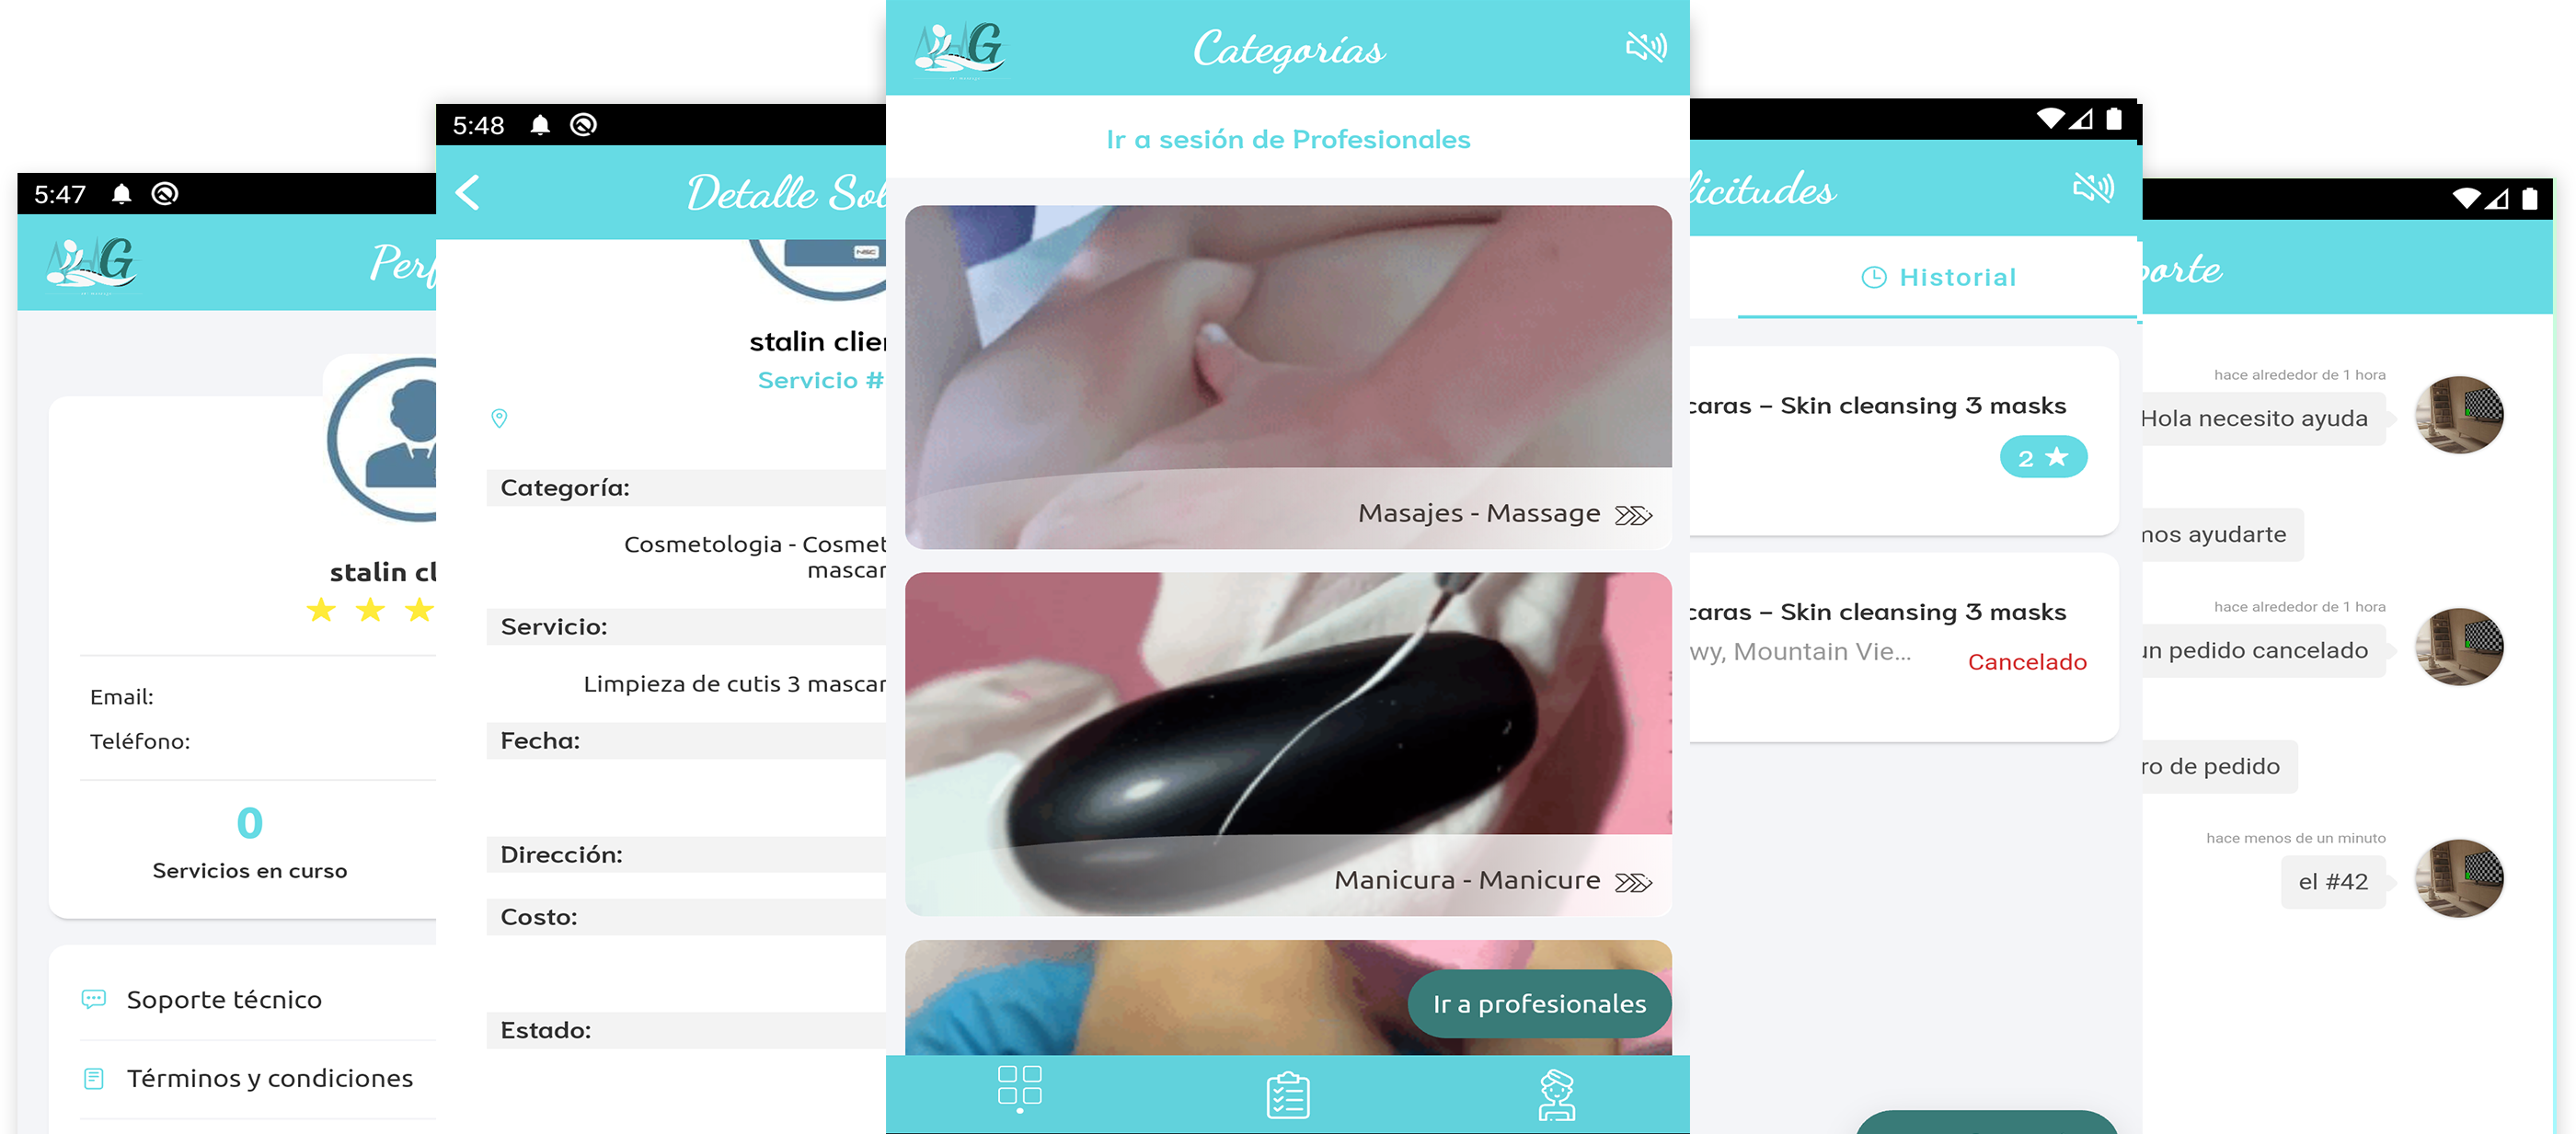 5:47
G
Perf
stalin cl
Email:
Teléfono:
0
Servicios en curso
Soporte técnico
Términos y condiciones
5:48
Detalle Sol
NSC
stalin clien
Servicio #
Categoría:
Cosmetologia - Cosmet
mascar
Servicio:
Limpieza de cutis 3 mascar
Fecha:
Dirección:
Costo:
Estado:
G
Categorías
Ir a sesión de Profesionales
Masajes - Massage
Manicura - Manicure
Ir a profesionales
licitudes
Historial
caras – Skin cleansing 3 masks
2
caras – Skin cleansing 3 masks
wy, Mountain Vie...
Cancelado
porte
hace alrededor de 1 hora
Hola necesito ayuda
mos ayudarte
hace alrededor de 1 hora
un pedido cancelado
ro de pedido
hace menos de un minuto
el #42